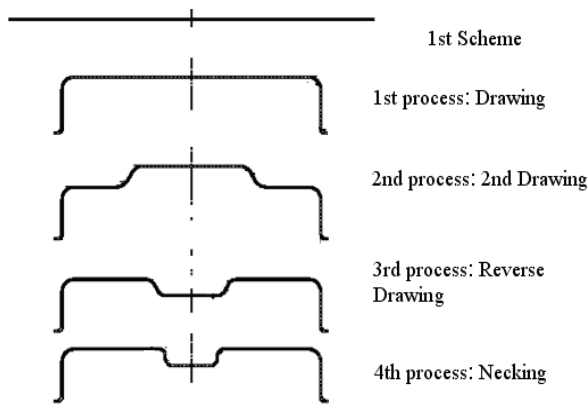 1st Scheme
1st process: Drawing
2nd process: 2nd Drawing
3rd process: Reverse
Drawing
4th process: Necking